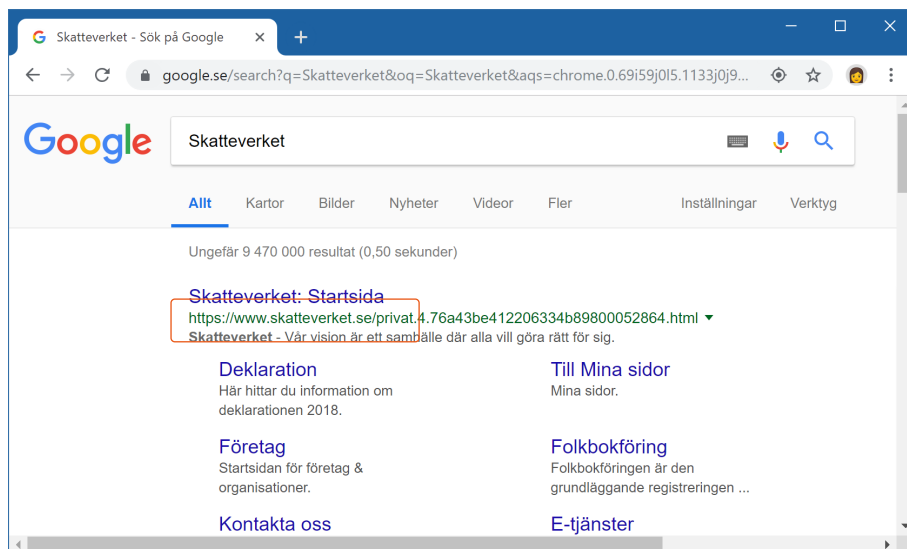 Skatteverket - Sök på Google
google.se/search?q=Skatteverket&oq=Skatteverket&aqs=chrome.0.69i59j0l5.1133j0j9...
Google
Skatteverket
Allt Kartor Bilder Nyheter Videor Fler Inställningar Verktyg
Ungefär 9 470 000 resultat (0,50 sekunder)
Skatteverket: Startsida
https://www.skatteverket.se/privat.4.76a43be412206334b89800052864.html
Skatteverket - Vår vision är ett samhälle där alla vill göra rätt för sig.
Deklaration
Här hittar du information om
deklarationen 2018.
Till Mina sidor
Mina sidor.
Företag
Startsidan för företag &
organisationer.
Folkbokföring
Folkbokföringen är den
grundläggande registreringen ...
Kontakta oss
E-tjänster